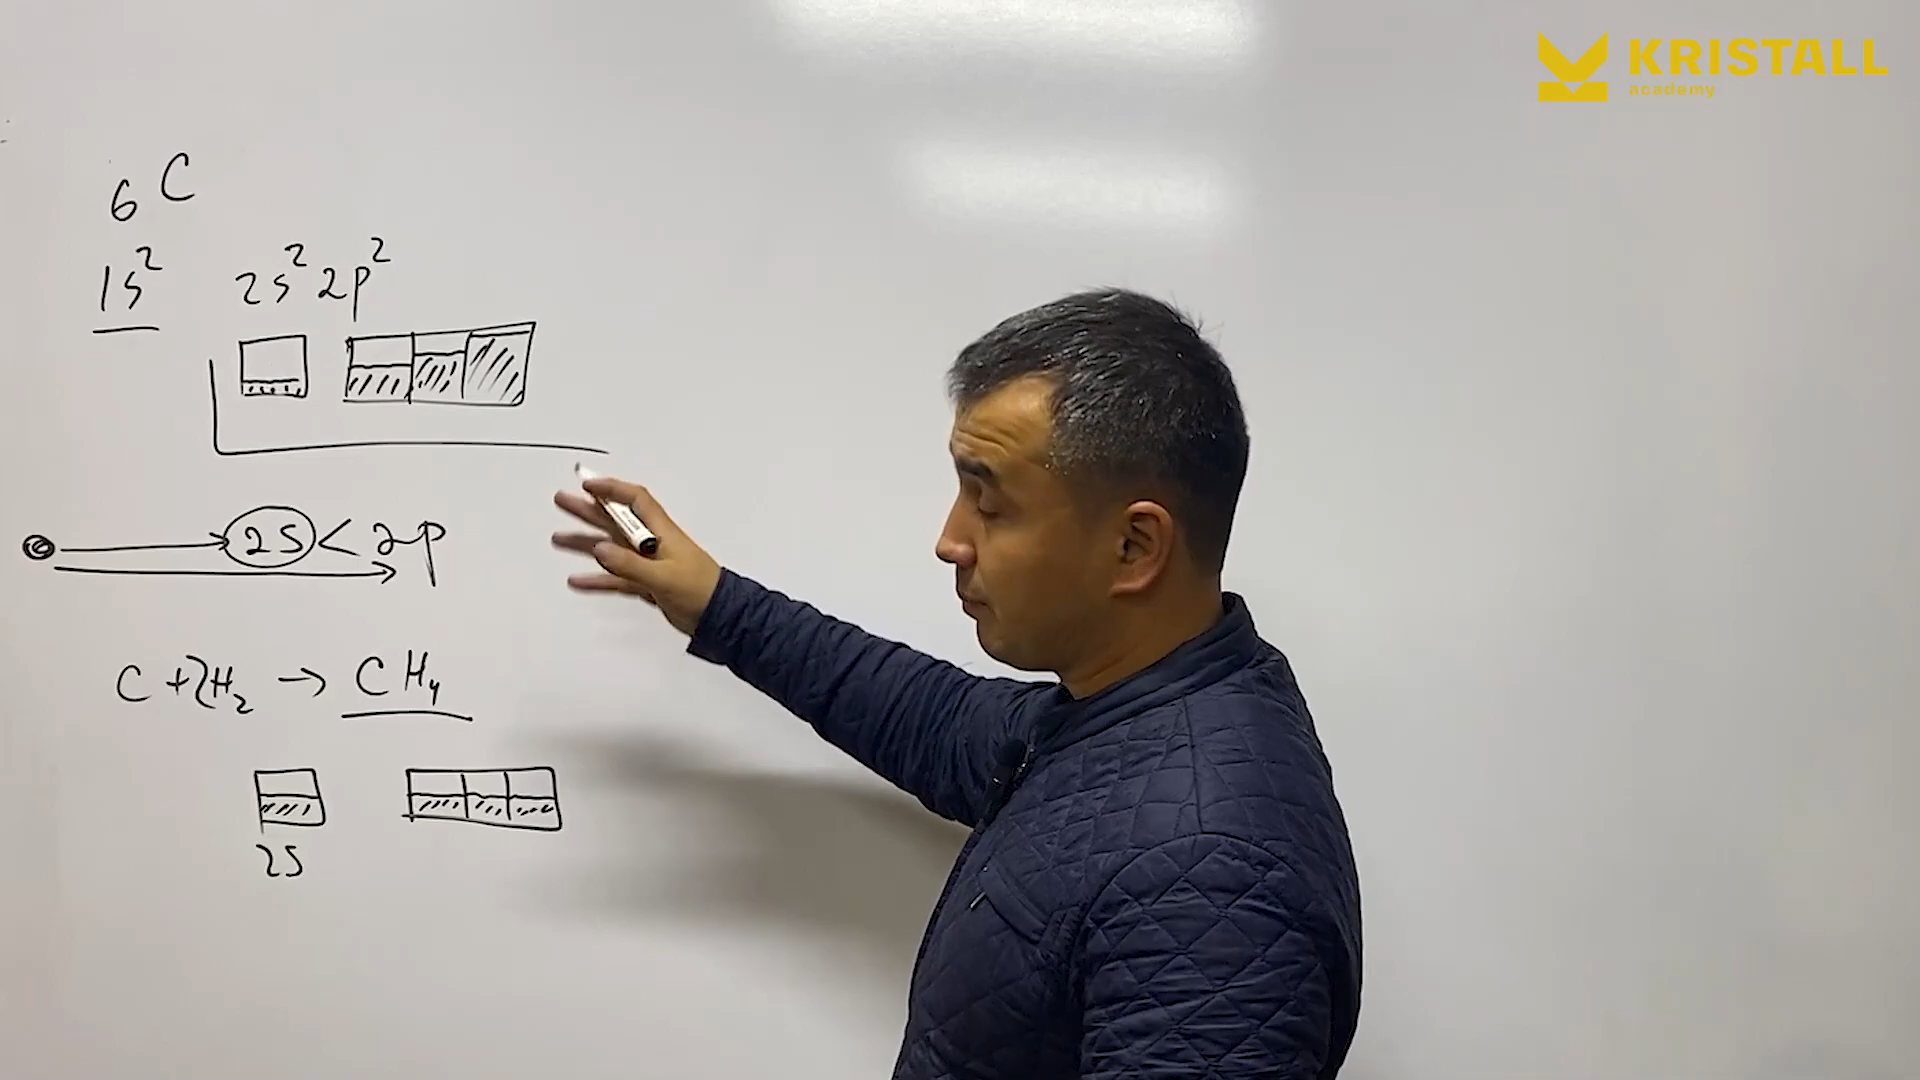 KRISTALL
academy
₆C
1s² 2s² 2p²
2s < 2p
C + 2H₂ → CH₄
2s